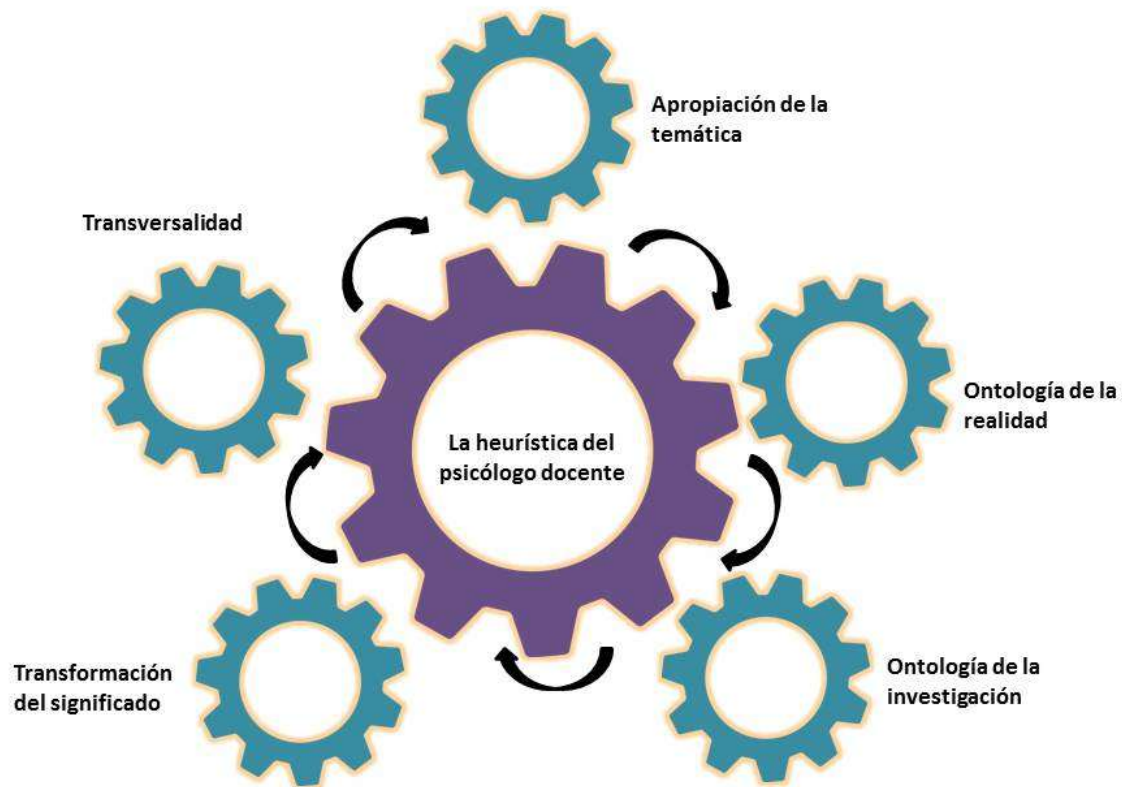 Apropiación de la
temática
Transversalidad
Ontología de la
realidad
La heurística del
psicólogo docente
Transformación
del significado
Ontología de la
investigación